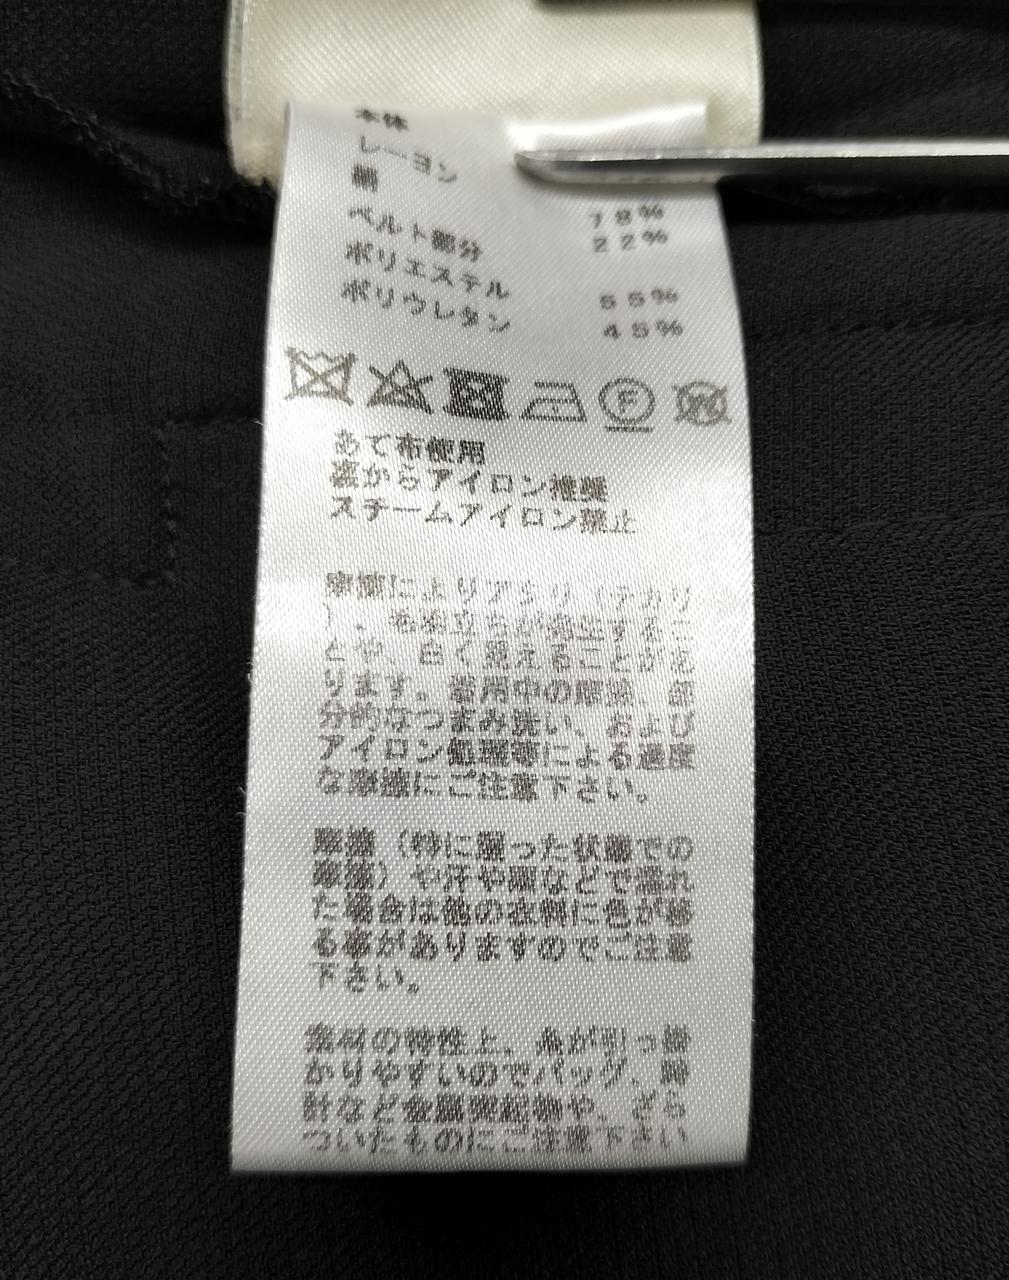 本体
レーヨン 78%
絹 22%
ベルト部分
ポリエステル 55%
ポリウレタン 45%
F W
あて布使用
裏からアイロン推奨
スチームアイロン禁止
摩擦によりアタリ(テカリ
)、毛羽立ちが発生するこ
とや、白く見えることがあ
ります。着用中の摩擦、部
分的なつまみ洗い、および
アイロン処理等による過度
な摩擦にご注意下さい。
摩擦(特に湿った状態での
摩擦)や汗や雨などで濡れ
た場合は他の衣料に色が移
る事がありますのでご注意
下さい。
素材の特性上、糸が引っ掛
かりやすいのでバッグ、時
計など金属突起物や、ざら
ついたものにご注意下さい